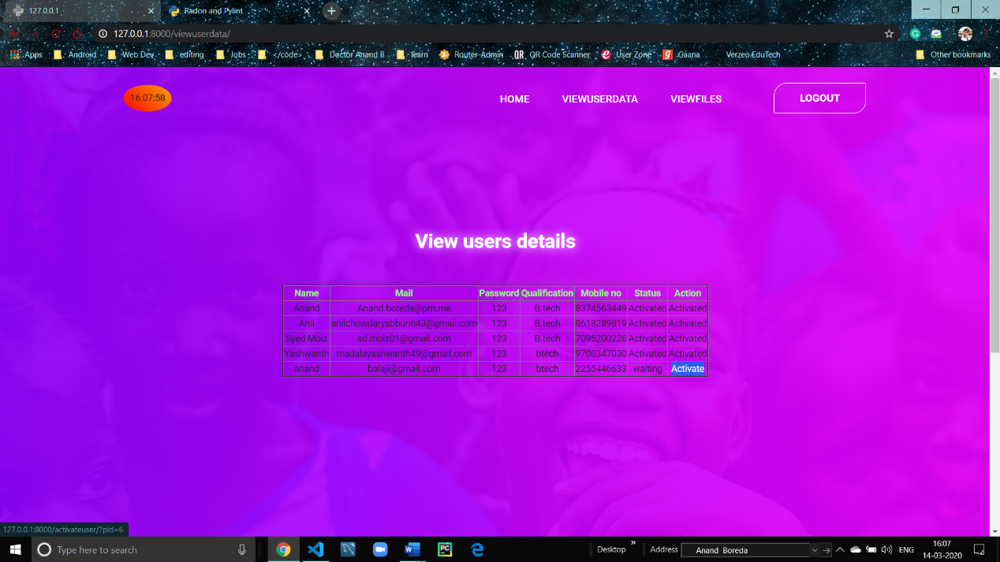 127.0.0.1
Radon and Pylint
127.0.0.1:8000/viewuserdata/
Apps Android Web Dev editing Jobs </code> Doctor Anand B learn Router-Admin QR Code Scanner User Zone Gaana Verzeo EduTech Other bookmarks
16:07:58 HOME VIEWUSERDATA VIEWFILES LOGOUT
View users details
Name Mail Password Qualification Mobile no Status Action
Anand Anand.boreda@pm.me 123 B.tech 8374563449 Activated Activated
Anil anilchowdaryabburi643@gmail.com 123 B.tech 9618289819 Activated Activated
Syed Moiz sd.moiz01@gmail.com 123 B.tech 7095200226 Activated Activated
Yashwanth madalayashwanth49@gmail.com 123 btech 9700347030 Activated Activated
anand balaji@gmail.com 123 btech 2255446633 waiting Activate
127.0.0.1:8000/activateuser/?pid=6
Type here to search Desktop Address Anand Boreda ENG 16:07
14-03-2020